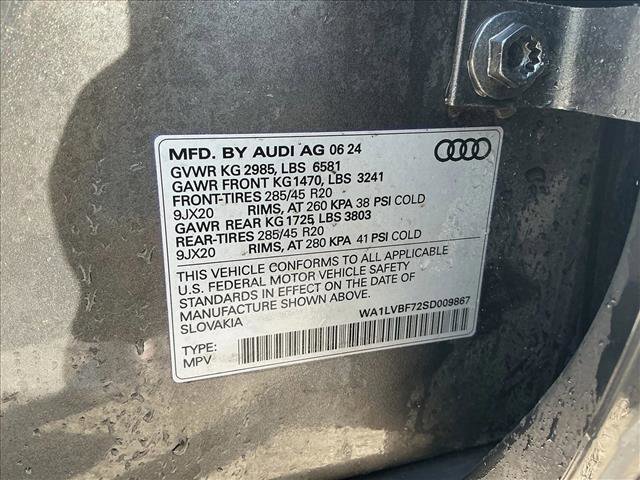 MFD. BY AUDI AG 06 24
GVWR KG 2985, LBS 6581
GAWR FRONT KG1470, LBS 3241
FRONT-TIRES 285/45 R20
9JX20 RIMS, AT 260 KPA 38 PSI COLD
GAWR REAR KG 1725, LBS 3803
REAR-TIRES 285/45 R20
9JX20 RIMS, AT 280 KPA 41 PSI COLD
THIS VEHICLE CONFORMS TO ALL APPLICABLE
U.S. FEDERAL MOTOR VEHICLE SAFETY
STANDARDS IN EFFECT ON THE DATE OF
MANUFACTURE SHOWN ABOVE.
SLOVAKIA
WA1LVBF72SD009867
TYPE:
MPV